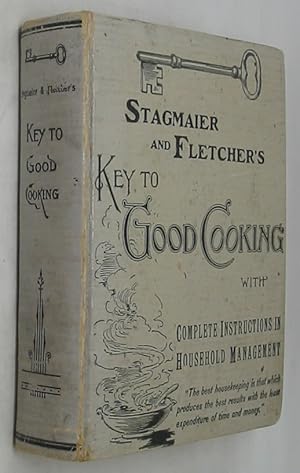 Stagmaier & Fletcher's
Key to
Good
Cooking
Stagmaier
and Fletcher's
Key to
Good Cooking
with
Complete Instructions in
Household Management
"The best housekeeping is that which
produces the best results with the least
expenditure of time and money."